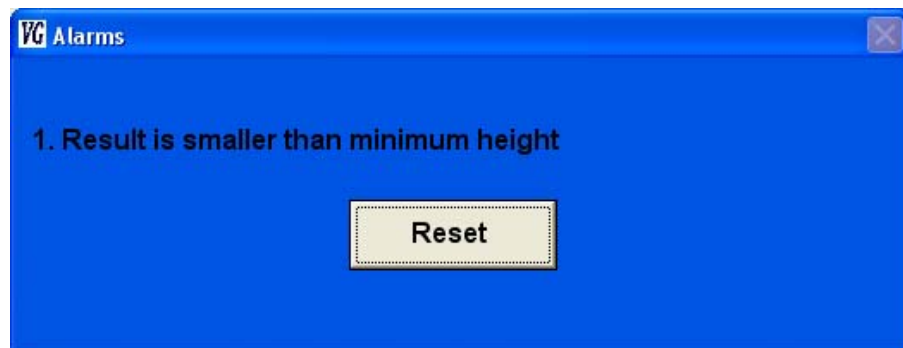 VG Alarms
1. Result is smaller than minimum height
Reset